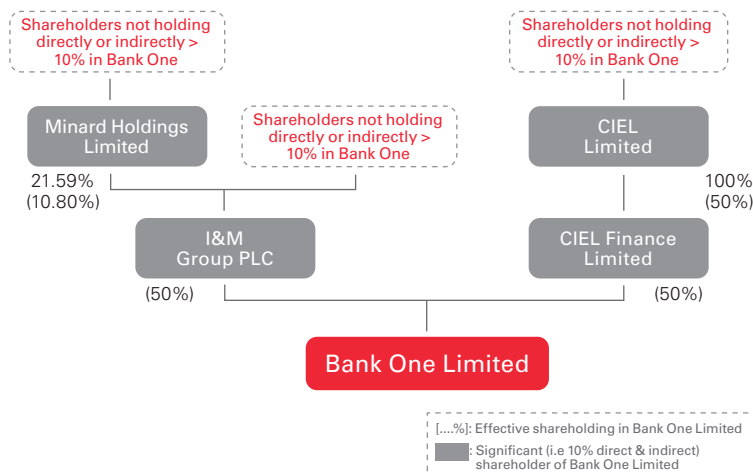 Shareholders not holding
directly or indirectly >
10% in Bank One
Shareholders not holding
directly or indirectly >
10% in Bank One
Minard Holdings
Limited
Shareholders not holding
directly or indirectly >
10% in Bank One
CIEL
Limited
21.59%
(10.80%)
100%
(50%)
I&M
Group PLC
CIEL Finance
Limited
(50%)
(50%)
Bank One Limited
[....%]: Effective shareholding in Bank One Limited
: Significant (i.e 10% direct & indirect)
shareholder of Bank One Limited